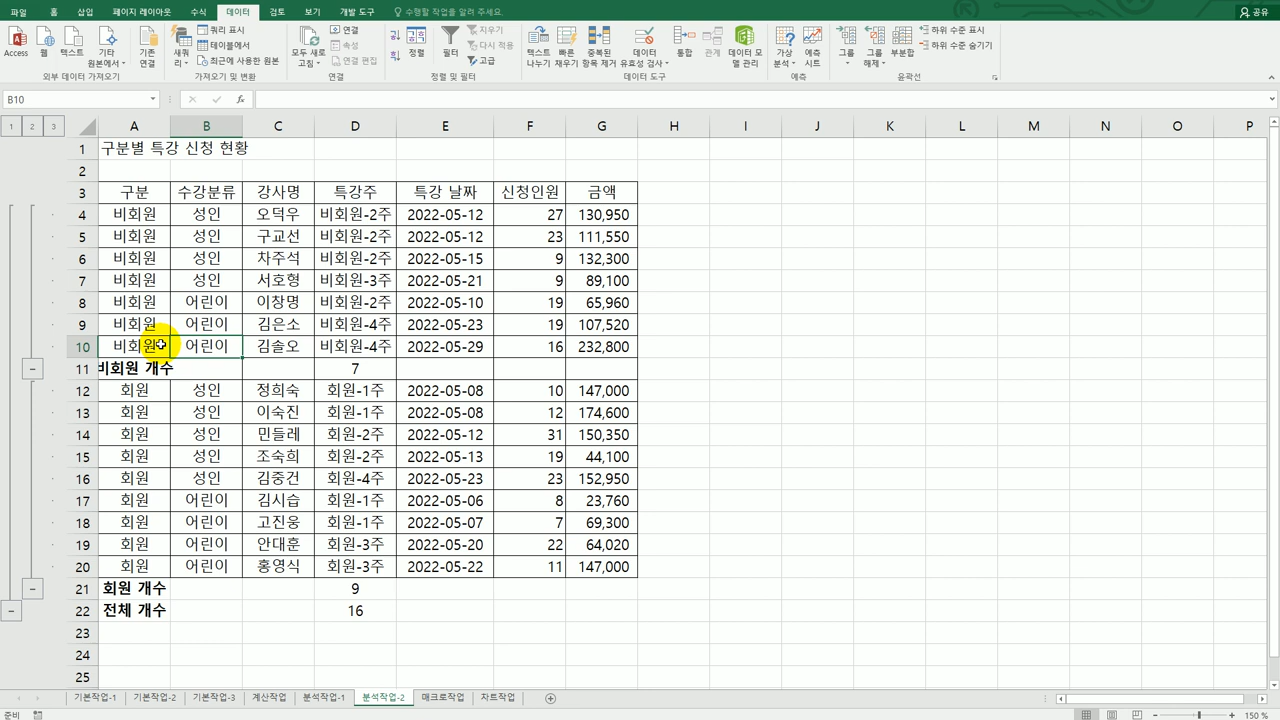 파일 홈 삽입 페이지 레이아웃 수식 데이터 검토 보기 개발 도구 수행할 작업을 알려 주세요. 공유
Access 웹 텍스트 기타 원본에서 기존 연결 새쿼리 쿼리 표시 테이블에서 최근에 사용한 원본 모두 새로 고침 연결 속성 연결 편집 정렬 필터 지우기 다시 적용 고급 텍스트 나누기 빠른 채우기 중복된 항목 제거 데이터 유효성 검사 통합 관계 데이터 모델 관리 가상 분석 예측 시트 그룹 그룹 해제 부분합 하위 수준 표시 하위 수준 숨기기
외부 데이터 가져오기 가져오기 및 변환 연결 정렬 및 필터 데이터 도구 예측 윤곽선
B10 fx
1 2 3 A B C D E F G H I J K L M N O P
1 구분별 특강 신청 현황
2
3 구분 수강분류 강사명 특강주 특강 날짜 신청인원 금액
4 비회원 성인 오덕우 비회원-2주 2022-05-12 27 130,950
5 비회원 성인 구교선 비회원-2주 2022-05-12 23 111,550
6 비회원 성인 차주석 비회원-2주 2022-05-15 9 132,300
7 비회원 성인 서호형 비회원-3주 2022-05-21 9 89,100
8 비회원 어린이 이창명 비회원-2주 2022-05-10 19 65,960
9 비회원 어린이 김은소 비회원-4주 2022-05-23 19 107,520
10 비회원 어린이 김솔오 비회원-4주 2022-05-29 16 232,800
11 비회원 개수 7
12 회원 성인 정희숙 회원-1주 2022-05-08 10 147,000
13 회원 성인 이숙진 회원-1주 2022-05-08 12 174,600
14 회원 성인 민들레 회원-2주 2022-05-12 31 150,350
15 회원 성인 조숙희 회원-2주 2022-05-13 19 44,100
16 회원 성인 김중건 회원-4주 2022-05-23 23 152,950
17 회원 어린이 김시습 회원-1주 2022-05-06 8 23,760
18 회원 어린이 고진웅 회원-1주 2022-05-07 7 69,300
19 회원 어린이 안대훈 회원-3주 2022-05-20 22 64,020
20 회원 어린이 홍영식 회원-3주 2022-05-22 11 147,000
21 회원 개수 9
22 전체 개수 16
23
24
25
기본작업-1 기본작업-2 기본작업-3 계산작업 분석작업-1 분석작업-2 매크로작업 차트작업
준비 150 %